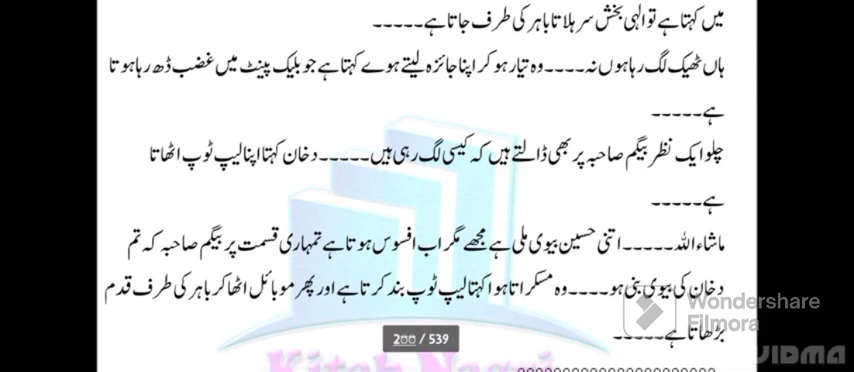 میں کہتا ہے تو الہی بخش سر ہلاتا باہر کی طرف جاتا ہے۔۔۔۔۔
ہاں ٹھیک لگ رہا ہوں نہ۔۔۔۔وہ تیار ہو کر اپنا جائزہ لیتے ہوے کہتا ہے جو بلیک پینٹ میں غضب ڈھ رہا ہوتا
ہے۔۔۔۔۔
چلو ایک نظر بیگم صاحبہ پر بھی ڈالتے ہیں کہ کیسی لگ رہی ہیں۔۔۔۔۔دخان کہتا اپنا لیپ ٹوپ اٹھاتا
ہے۔۔۔۔۔
ماشاءاللہ۔۔۔۔۔اتنی حسین بیوی ملی ہے مجھے مگر اب افسوس ہوتا ہے تمہاری قسمت پر بیگم صاحبہ کہ تم
دخان کی بیوی بنی ہو۔۔۔۔وہ مسکراتا ہوا کہتا لیپ ٹوپ بند کرتا ہے اور پھر موبائل اٹھا کر باہر کی طرف قدم
بڑھاتا ہے۔۔۔۔۔
Wondershare
Filmora
/ 539
Kitab Nagri
VIDMA